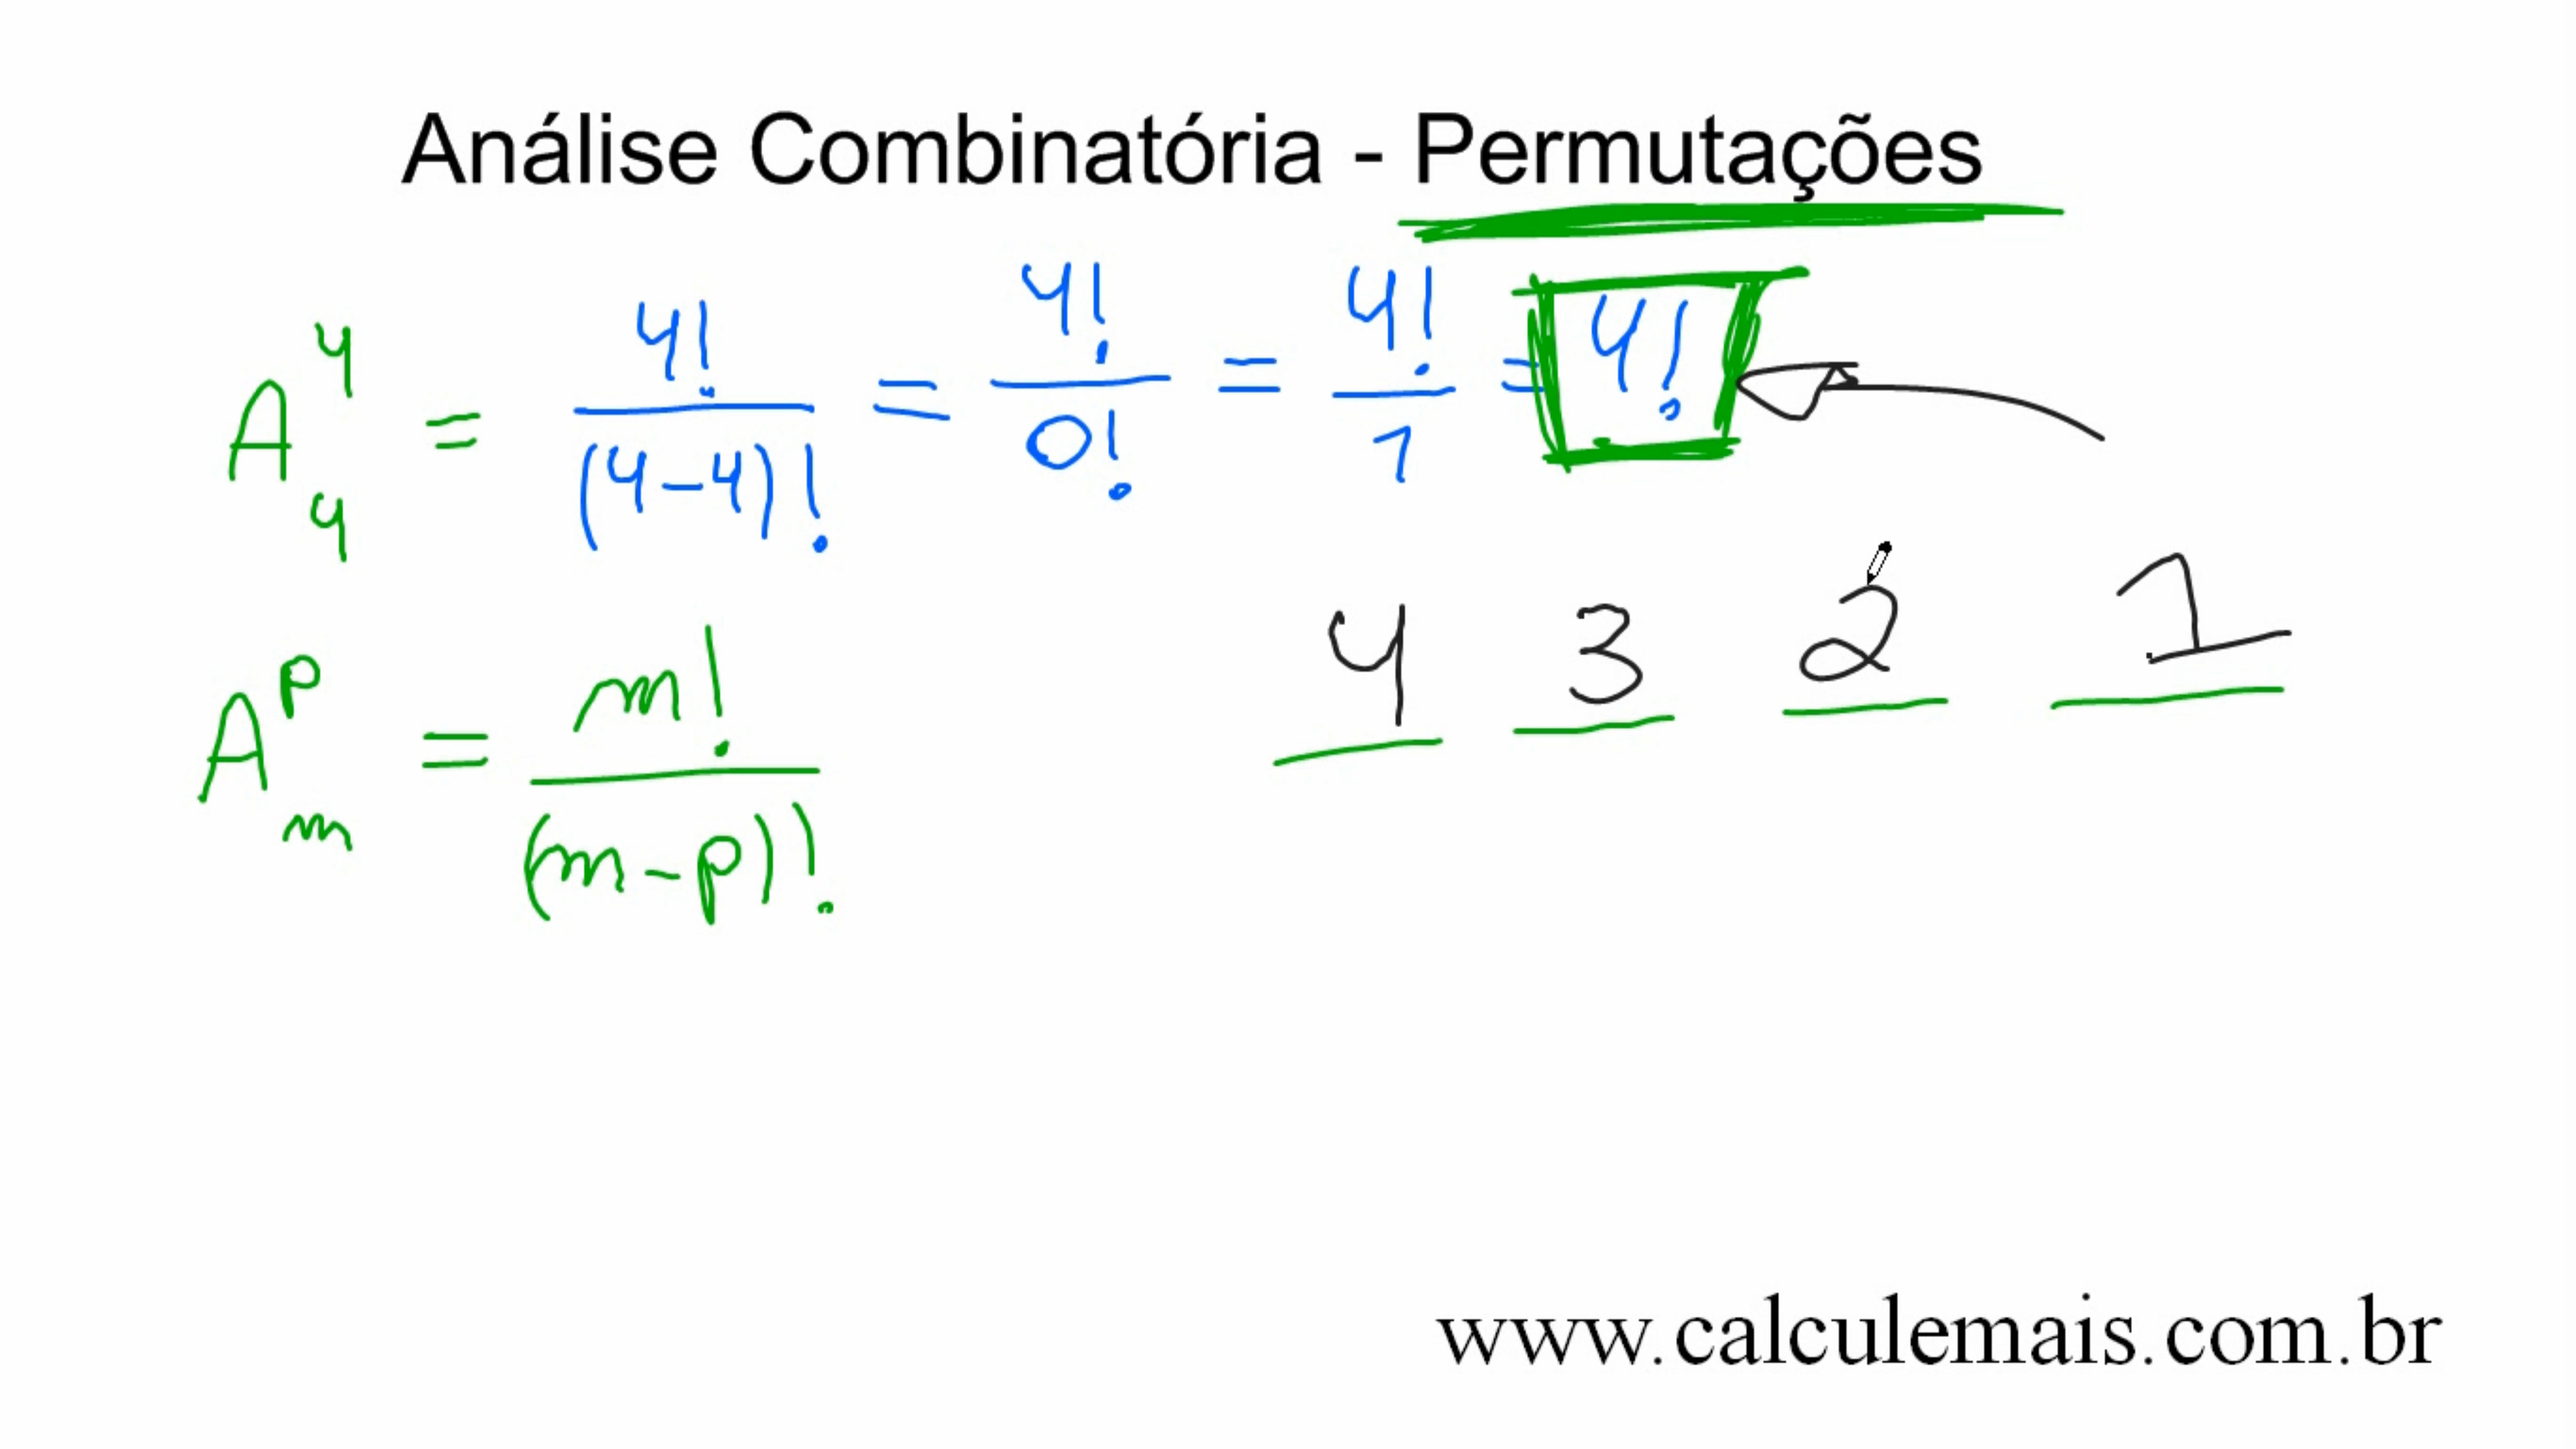 Análise Combinatória - Permutações
A₄⁴ = 4!/(4-4)! = 4!/0! = 4!/1 = 4!
4 3 2 1
Aₘᵖ = m!/(m-p)!
www.calculemais.com.br